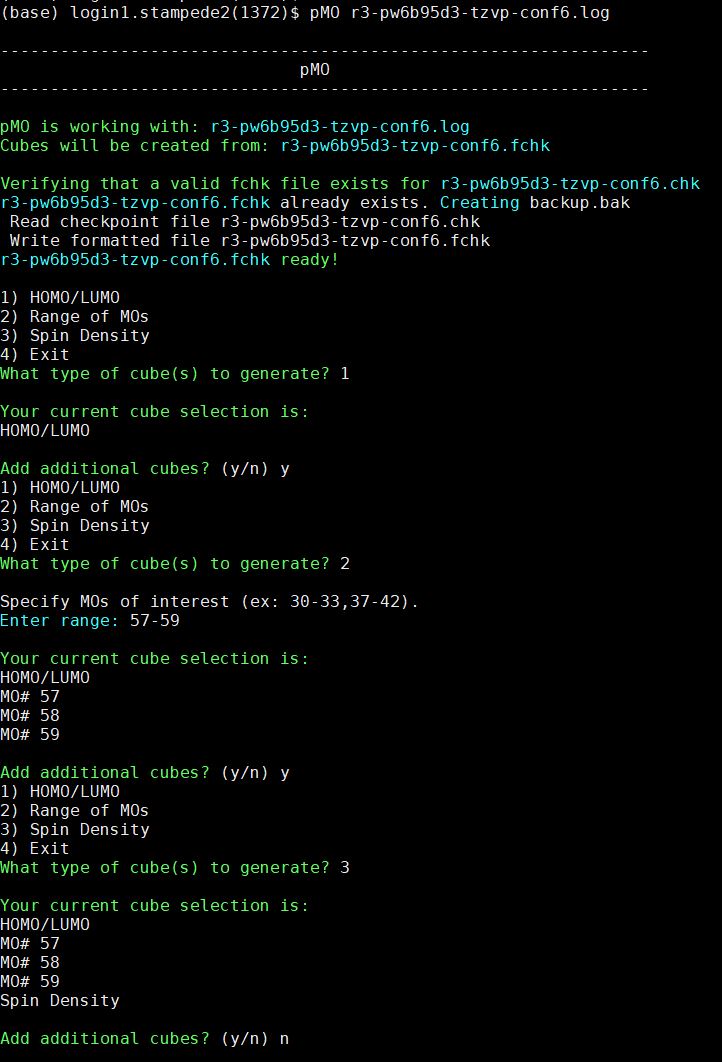 (base) login1.stampede2(1372)$ pMO r3-pw6b95d3-tzvp-conf6.log
-----------------------------------------------------------------
pMO
-----------------------------------------------------------------
pMO is working with: r3-pw6b95d3-tzvp-conf6.log
Cubes will be created from: r3-pw6b95d3-tzvp-conf6.fchk
Verifying that a valid fchk file exists for r3-pw6b95d3-tzvp-conf6.chk
r3-pw6b95d3-tzvp-conf6.fchk already exists. Creating backup.bak
Read checkpoint file r3-pw6b95d3-tzvp-conf6.chk
Write formatted file r3-pw6b95d3-tzvp-conf6.fchk
r3-pw6b95d3-tzvp-conf6.fchk ready!
1) HOMO/LUMO
2) Range of MOs
3) Spin Density
4) Exit
What type of cube(s) to generate? 1
Your current cube selection is:
HOMO/LUMO
Add additional cubes? (y/n) y
1) HOMO/LUMO
2) Range of MOs
3) Spin Density
4) Exit
What type of cube(s) to generate? 2
Specify MOs of interest (ex: 30-33,37-42).
Enter range: 57-59
Your current cube selection is:
HOMO/LUMO
MO# 57
MO# 58
MO# 59
Add additional cubes? (y/n) y
1) HOMO/LUMO
2) Range of MOs
3) Spin Density
4) Exit
What type of cube(s) to generate? 3
Your current cube selection is:
HOMO/LUMO
MO# 57
MO# 58
MO# 59
Spin Density
Add additional cubes? (y/n) n